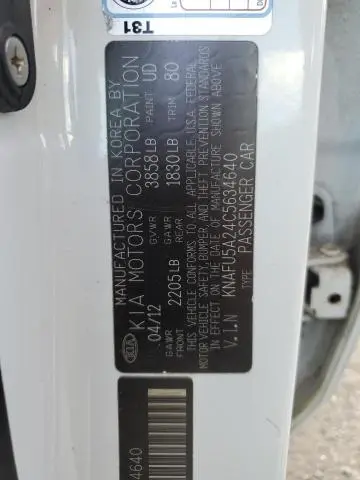 MANUFACTURED IN KOREA BY
KIA KIA MOTORS CORPORATION
04/12 GVWR 3858LB PAINT UD
GAWR FRONT 2205LB GAWR REAR 1830LB TRIM 80
THIS VEHICLE CONFORMS TO ALL APPLICABLE U.S.A. FEDERAL
MOTOR VEHICLE SAFETY, BUMPER, AND THEFT PREVENTION STANDARDS
IN EFFECT ON THE DATE OF MANUFACTURE SHOWN ABOVE
V.I.N KNAFU5A24C5634640
TYPE PASSENGER CAR
T31
4640